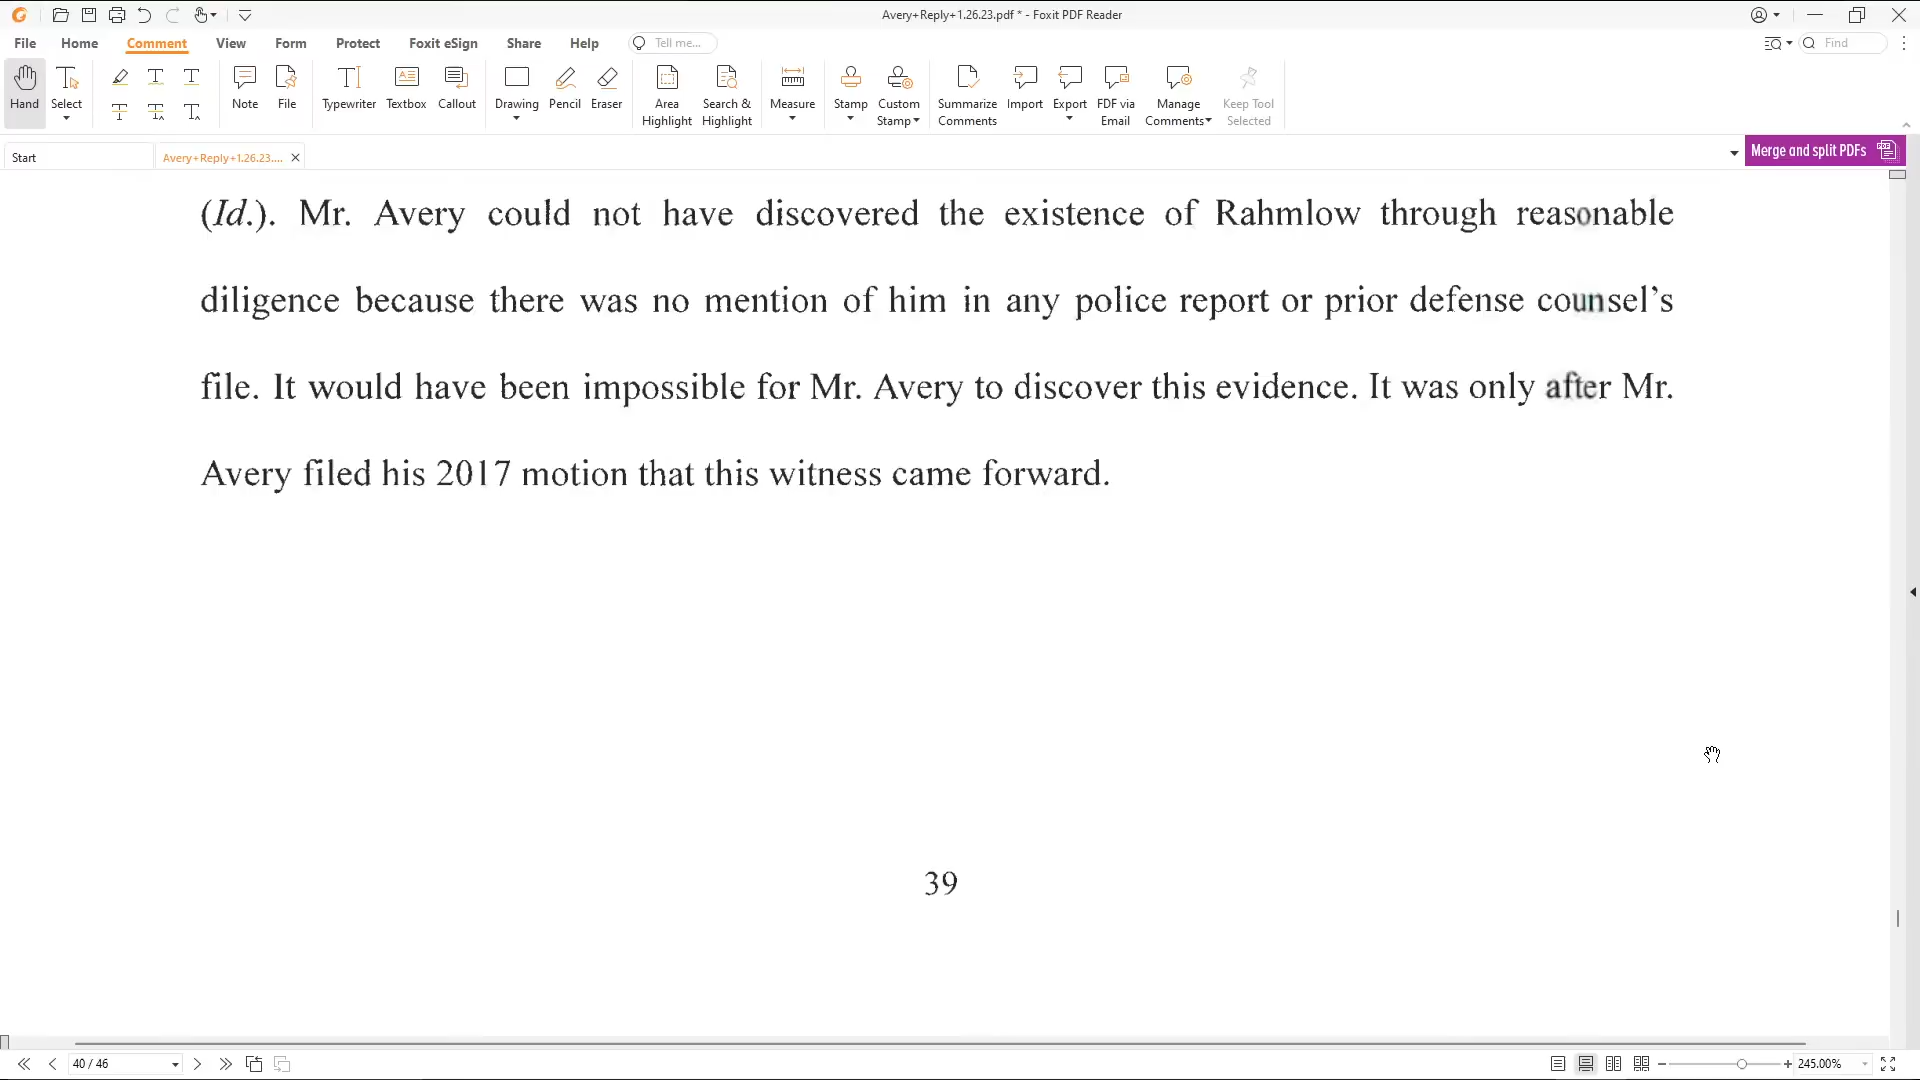 Avery+Reply+1.26.23.pdf * - Foxit PDF Reader
File Home Comment View Form Protect Foxit eSign Share Help Tell me... Find
Hand Select Note File Typewriter Textbox Callout Drawing Pencil Eraser Area Highlight Search & Highlight Measure Stamp Custom Stamp Summarize Comments Import Export FDF via Email Manage Comments Keep Tool Selected
Start Avery+Reply+1.26.23.... Merge and split PDFs
(Id.). Mr. Avery could not have discovered the existence of Rahmlow through reasonable
diligence because there was no mention of him in any police report or prior defense counsel's
file. It would have been impossible for Mr. Avery to discover this evidence. It was only after Mr.
Avery filed his 2017 motion that this witness came forward.
39
40 / 46 245.00%